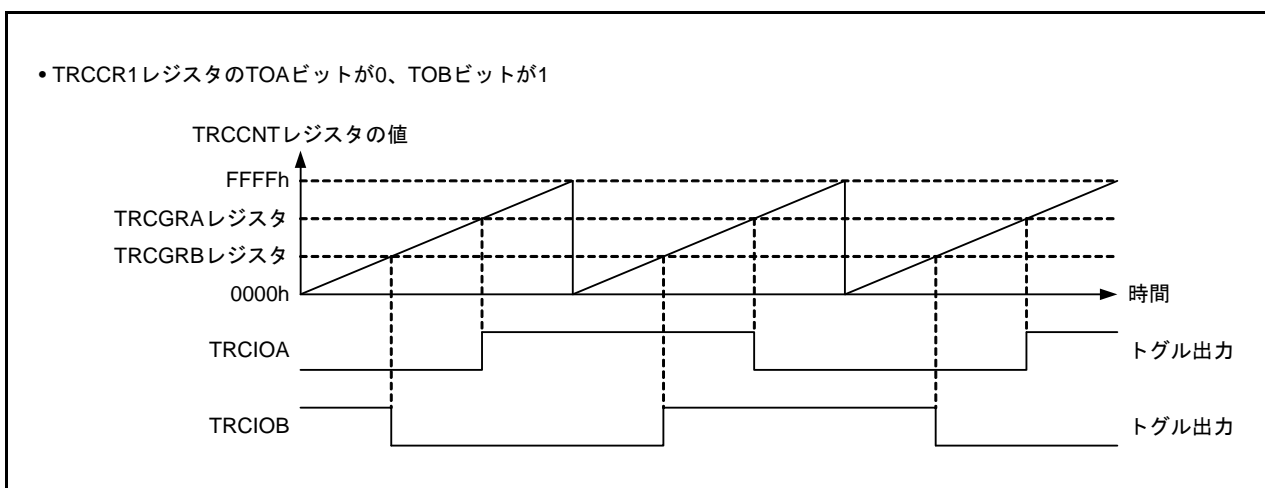 • TRCCR1レジスタのTOAビットが0、TOBビットが1
TRCCNTレジスタの値
FFFFh
TRCGRAレジスタ
TRCGRBレジスタ
0000h
時間
TRCIOA
トグル出力
TRCIOB
トグル出力